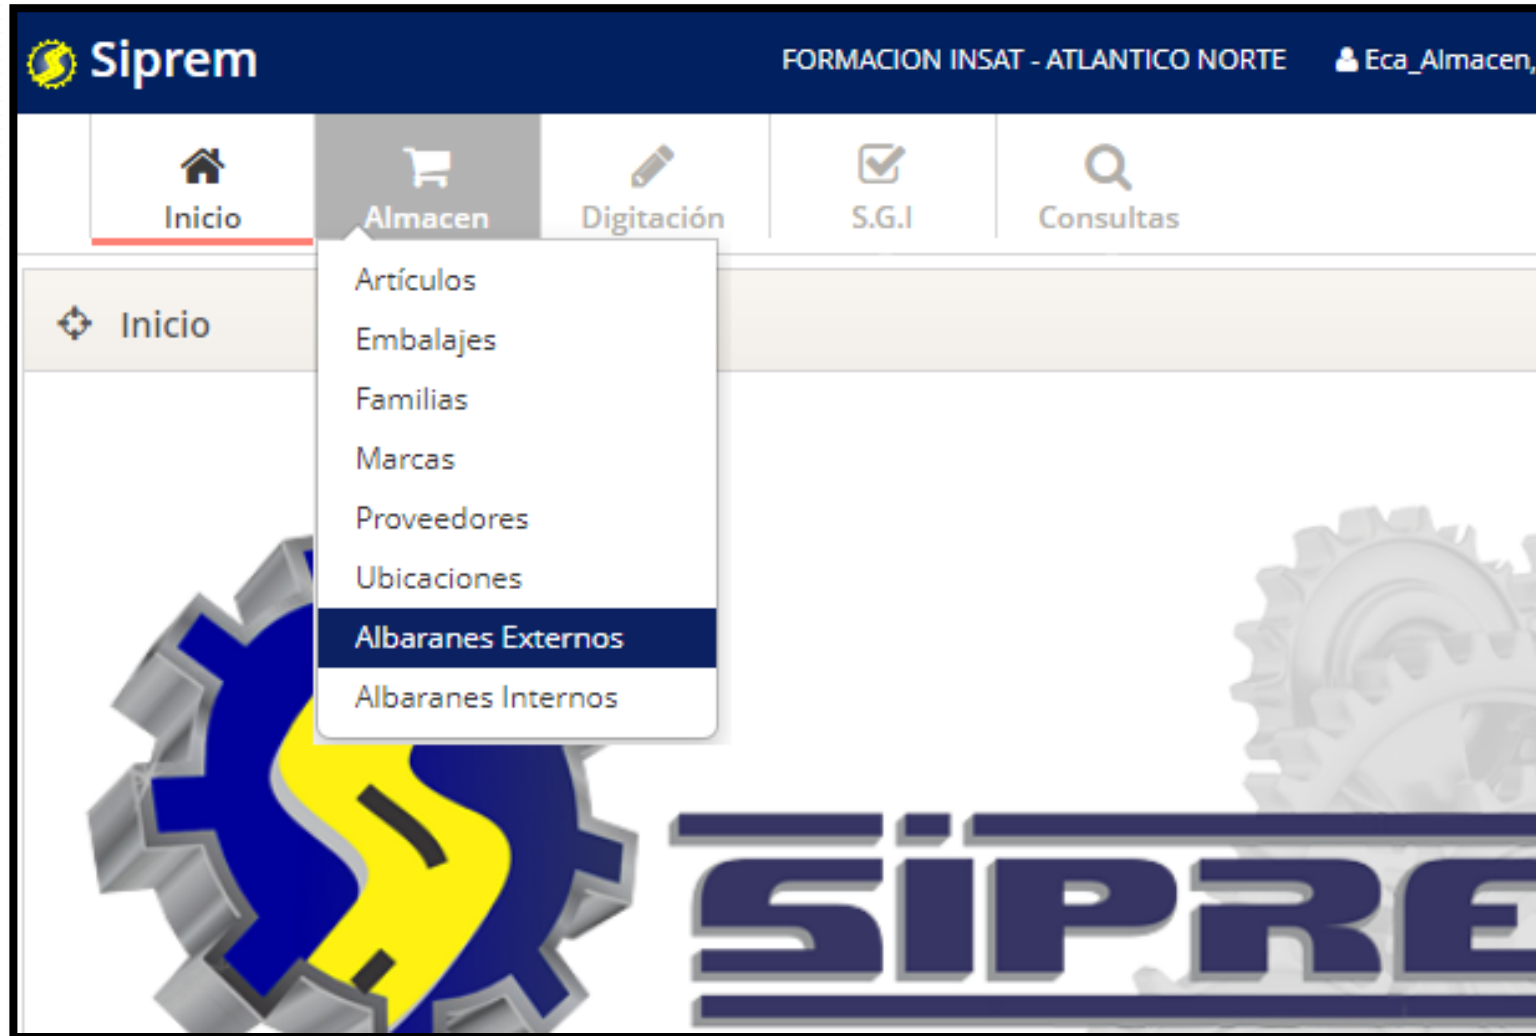 Siprem
FORMACION INSAT - ATLANTICO NORTE
Eca_Almacen,
Inicio
Almacen
Digitación
S.G.I
Consultas
Inicio
Artículos
Embalajes
Familias
Marcas
Proveedores
Ubicaciones
Albaranes Externos
Albaranes Internos
SIPRE